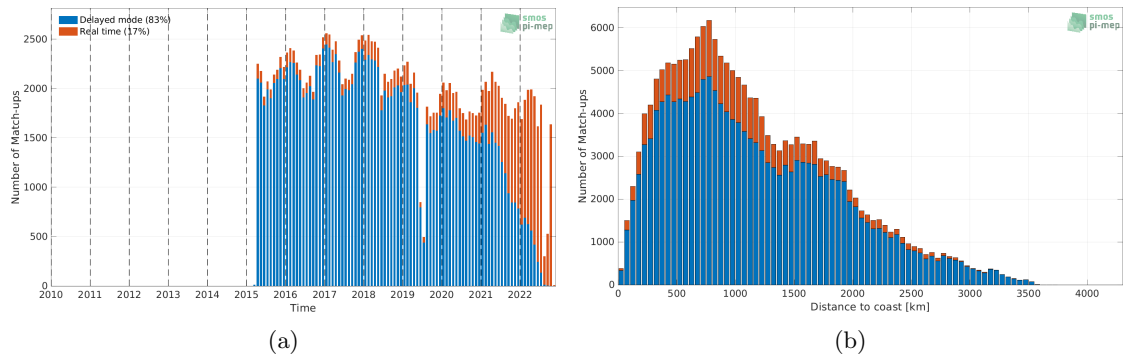 Delayed mode (83%)
Real time (17%)
smos
pi-mep
2500
2000
1500
1000
500
0
Number of Match-ups
2010 2011 2012 2013 2014 2015 2016 2017 2018 2019 2020 2021 2022
Time
(a)
smos
pi-mep
6000
5000
4000
3000
2000
1000
0
Number of Match-ups
0 500 1000 1500 2000 2500 3000 3500 4000
Distance to coast [km]
(b)